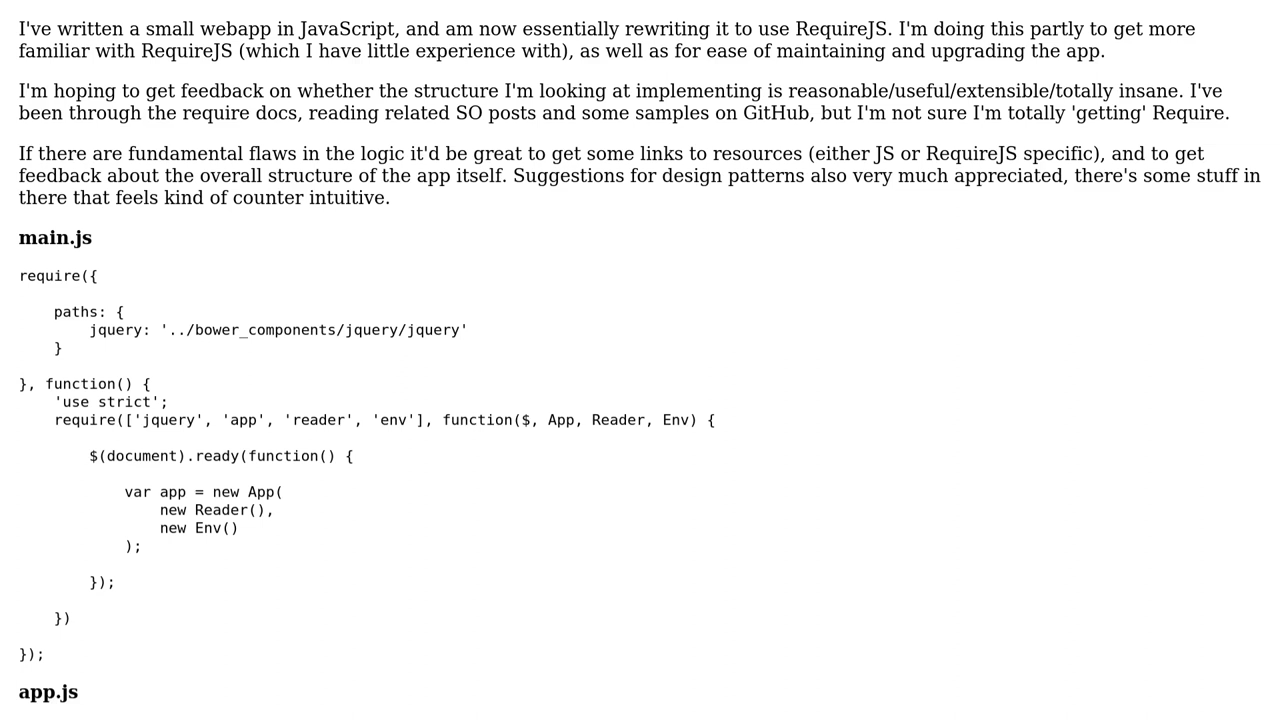 I've written a small webapp in JavaScript, and am now essentially rewriting it to use RequireJS. I'm doing this partly to get more
familiar with RequireJS (which I have little experience with), as well as for ease of maintaining and upgrading the app.
I'm hoping to get feedback on whether the structure I'm looking at implementing is reasonable/useful/extensible/totally insane. I've
been through the require docs, reading related SO posts and some samples on GitHub, but I'm not sure I'm totally 'getting' Require.
If there are fundamental flaws in the logic it'd be great to get some links to resources (either JS or RequireJS specific), and to get
feedback about the overall structure of the app itself. Suggestions for design patterns also very much appreciated, there's some stuff in
there that feels kind of counter intuitive.
main.js
require({
    paths: {
        jquery: '../bower_components/jquery/jquery'
    }
}, function() {
    'use strict';
    require(['jquery', 'app', 'reader', 'env'], function($, App, Reader, Env) {
        $(document).ready(function() {
            var app = new App(
                new Reader(),
                new Env()
            );
        });
    })
});
app.js